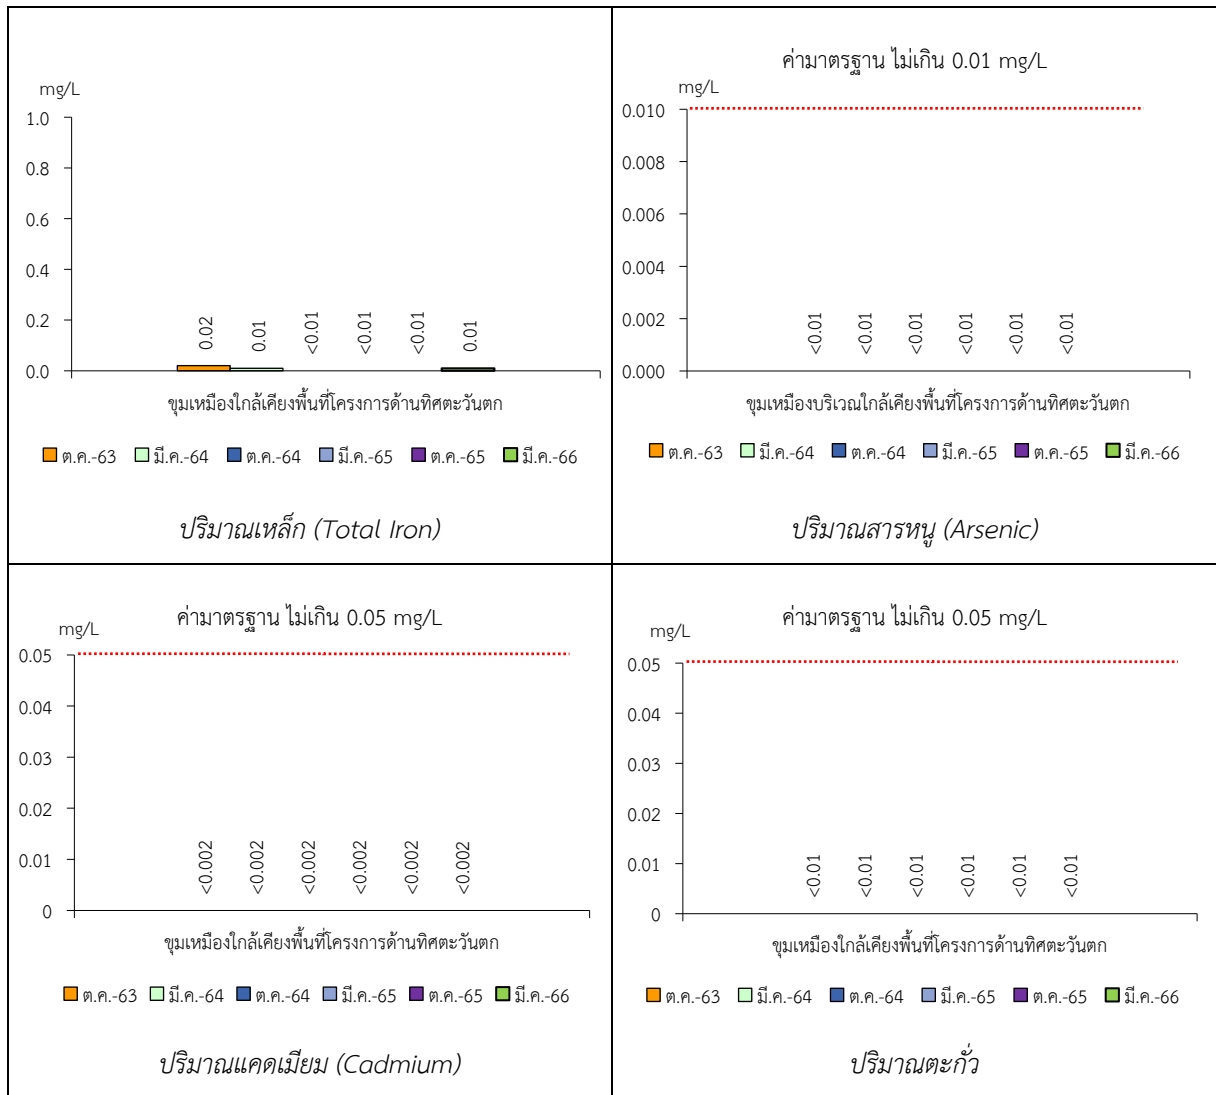 mg/L
1.0
0.8
0.6
0.4
0.2
0.0
0.02
0.01
<0.01
<0.01
<0.01
0.01
ขุมเหมืองใกล้เคียงพื้นที่โครงการด้านทิศตะวันตก
ต.ค.-63 มี.ค.-64 ต.ค.-64 มี.ค.-65 ต.ค.-65 มี.ค.-66
ปริมาณเหล็ก (Total Iron)
ค่ามาตรฐาน ไม่เกิน 0.01 mg/L
mg/L
0.010
0.008
0.006
0.004
0.002
0.000
<0.01
<0.01
<0.01
<0.01
<0.01
<0.01
ขุมเหมืองบริเวณใกล้เคียงพื้นที่โครงการด้านทิศตะวันตก
ต.ค.-63 มี.ค.-64 ต.ค.-64 มี.ค.-65 ต.ค.-65 มี.ค.-66
ปริมาณสารหนู (Arsenic)
ค่ามาตรฐาน ไม่เกิน 0.05 mg/L
mg/L
0.05
0.04
0.03
0.02
0.01
0
<0.002
<0.002
<0.002
<0.002
<0.002
<0.002
ขุมเหมืองใกล้เคียงพื้นที่โครงการด้านทิศตะวันตก
ต.ค.-63 มี.ค.-64 ต.ค.-64 มี.ค.-65 ต.ค.-65 มี.ค.-66
ปริมาณแคดเมียม (Cadmium)
ค่ามาตรฐาน ไม่เกิน 0.05 mg/L
mg/L
0.05
0.04
0.03
0.02
0.01
0
<0.01
<0.01
<0.01
<0.01
<0.01
<0.01
ขุมเหมืองใกล้เคียงพื้นที่โครงการด้านทิศตะวันตก
ต.ค.-63 มี.ค.-64 ต.ค.-64 มี.ค.-65 ต.ค.-65 มี.ค.-66
ปริมาณตะกั่ว